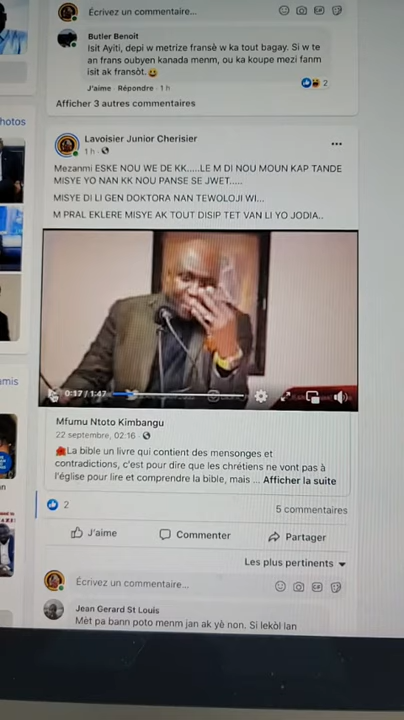 Écrivez un commentaire...
Butler Benoit
Isit Ayiti, depi w metrize fransè w ka tout bagay. Si w te
an frans oubyen kanada menm, ou ka koupe mezi fanm
isit ak fransót.
2
J'aime · Répondre · 1 h
Afficher 3 autres commentaires
hotos
Lavoisier Junior Cherisier
1 h ·
Mezanmi ESKE NOU WE DE KK.....LE M DI NOU MOUN KAP TANDE
MISYE YO NAN KK NOU PANSE SE JWET.....
MISYE DI LI GEN DOKTORA NAN TEWOLOJI WI...
M PRAL EKLERE MISYE AK TOUT DISIP TET VAN LI YO JODIA..
0:17 / 1:47
amis
Mfumu Ntoto Kimbangu
22 septembre, 02:16 ·
La bible un livre qui contient des mensonges et
contradictions, c'est pour dire que les chrétiens ne vont pas à
l'église pour lire et comprendre la bible, mais ... Afficher la suite
2
5 commentaires
J'aime
Commenter
Partager
Les plus pertinents
Écrivez un commentaire...
Jean Gerard St Louis
Mèt pa bann poto menm jan ak yè non. Si lekòl lan